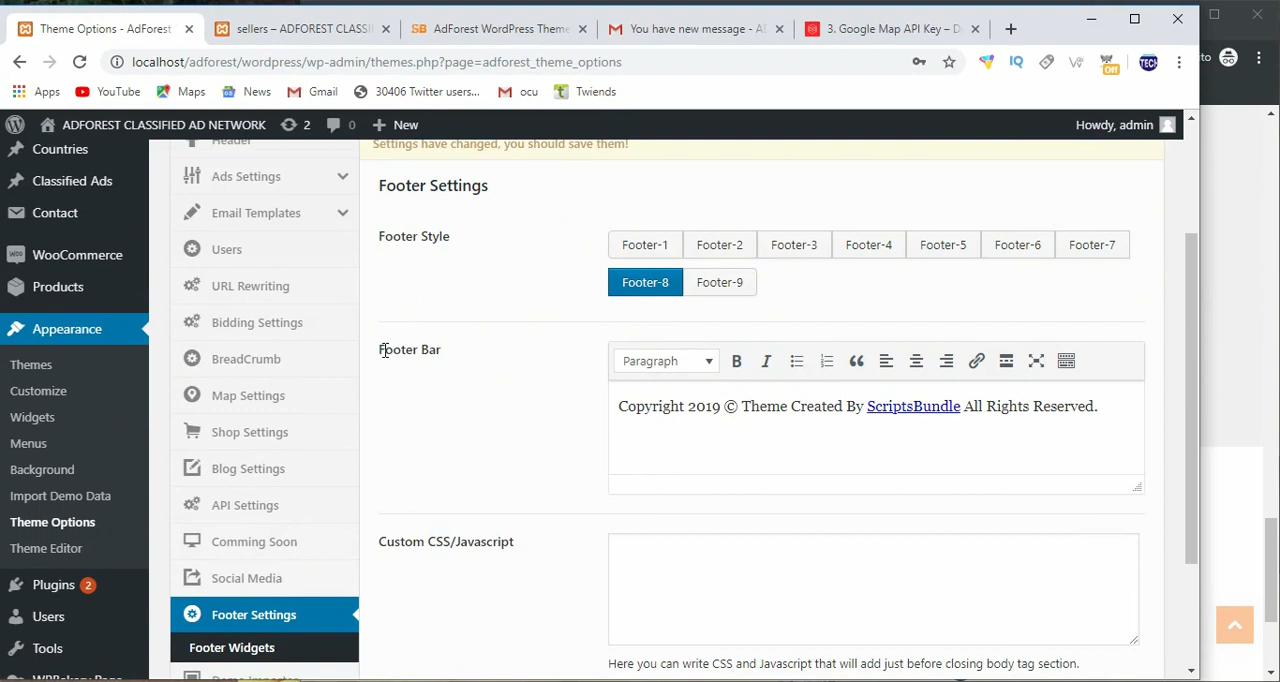 Theme Options - AdForest
sellers – ADFOREST CLASSIFI
AdForest WordPress Theme
You have new message - A
3. Google Map API Key – D
localhost/adforest/wordpress/wp-admin/themes.php?page=adforest_theme_options
IQ
Off
TECH
Apps
YouTube
Maps
News
Gmail
30406 Twitter users...
ocu
Twiends
ADFOREST CLASSIFIED AD NETWORK
2
0
New
Howdy, admin
Countries
Classified Ads
Contact
WooCommerce
Products
Appearance
Themes
Customize
Widgets
Menus
Background
Import Demo Data
Theme Options
Theme Editor
Plugins 2
Users
Tools
WPBakery Page
Header
Ads Settings
Email Templates
Users
URL Rewriting
Bidding Settings
BreadCrumb
Map Settings
Shop Settings
Blog Settings
API Settings
Comming Soon
Social Media
Footer Settings
Footer Widgets
Demo Importer
Settings have changed, you should save them!
Footer Settings
Footer Style
Footer-1 Footer-2 Footer-3 Footer-4 Footer-5 Footer-6 Footer-7
Footer-8 Footer-9
Footer Bar
Paragraph
Copyright 2019 © Theme Created By ScriptsBundle All Rights Reserved.
Custom CSS/Javascript
Here you can write CSS and Javascript that will add just before closing body tag section.